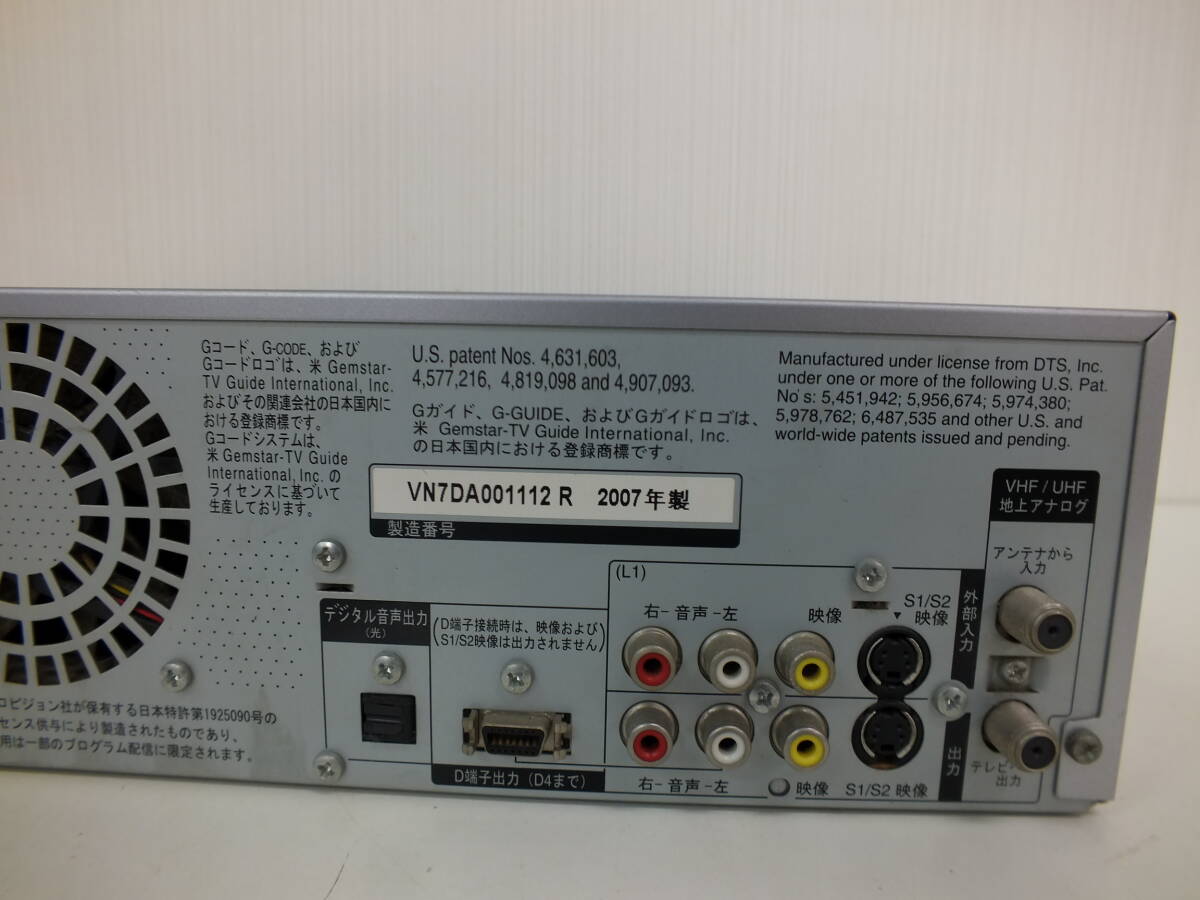 Gコード、G-CODE、および
Gコードロゴは、米 Gemstar-
TV Guide International, Inc.
およびその関連会社の日本国内に
おける登録商標です。
Gコードシステムは、
米 Gemstar-TV Guide
International, Inc. の
ライセンスに基づいて
生産しております。
U.S. patent Nos. 4,631,603,
4,577,216, 4,819,098 and 4,907,093.
Gガイド、G-GUIDE、およびGガイドロゴは、
米 Gemstar-TV Guide International, Inc.
の日本国内における登録商標です。
Manufactured under license from DTS, Inc.
under one or more of the following U.S. Pat.
No's: 5,451,942; 5,956,674; 5,974,380;
5,978,762; 6,487,535 and other U.S. and
world-wide patents issued and pending.
VN7DA001112 R 2007年製
製造番号
VHF / UHF
地上アナログ
アンテナから
入力
テレビ
出力
(L1)
右-音声-左
映像
S1/S2
映像
外部入力
デジタル音声出力
(光)
(D端子接続時は、映像および
S1/S2映像は出力されません)
D端子出力（D4まで）
右-音声-左
映像
S1/S2 映像
出力
ロビジョン社が保有する日本特許第1925090号の
センス供与により製造されたものであり、
用は一部のプログラム配信に限定されます。